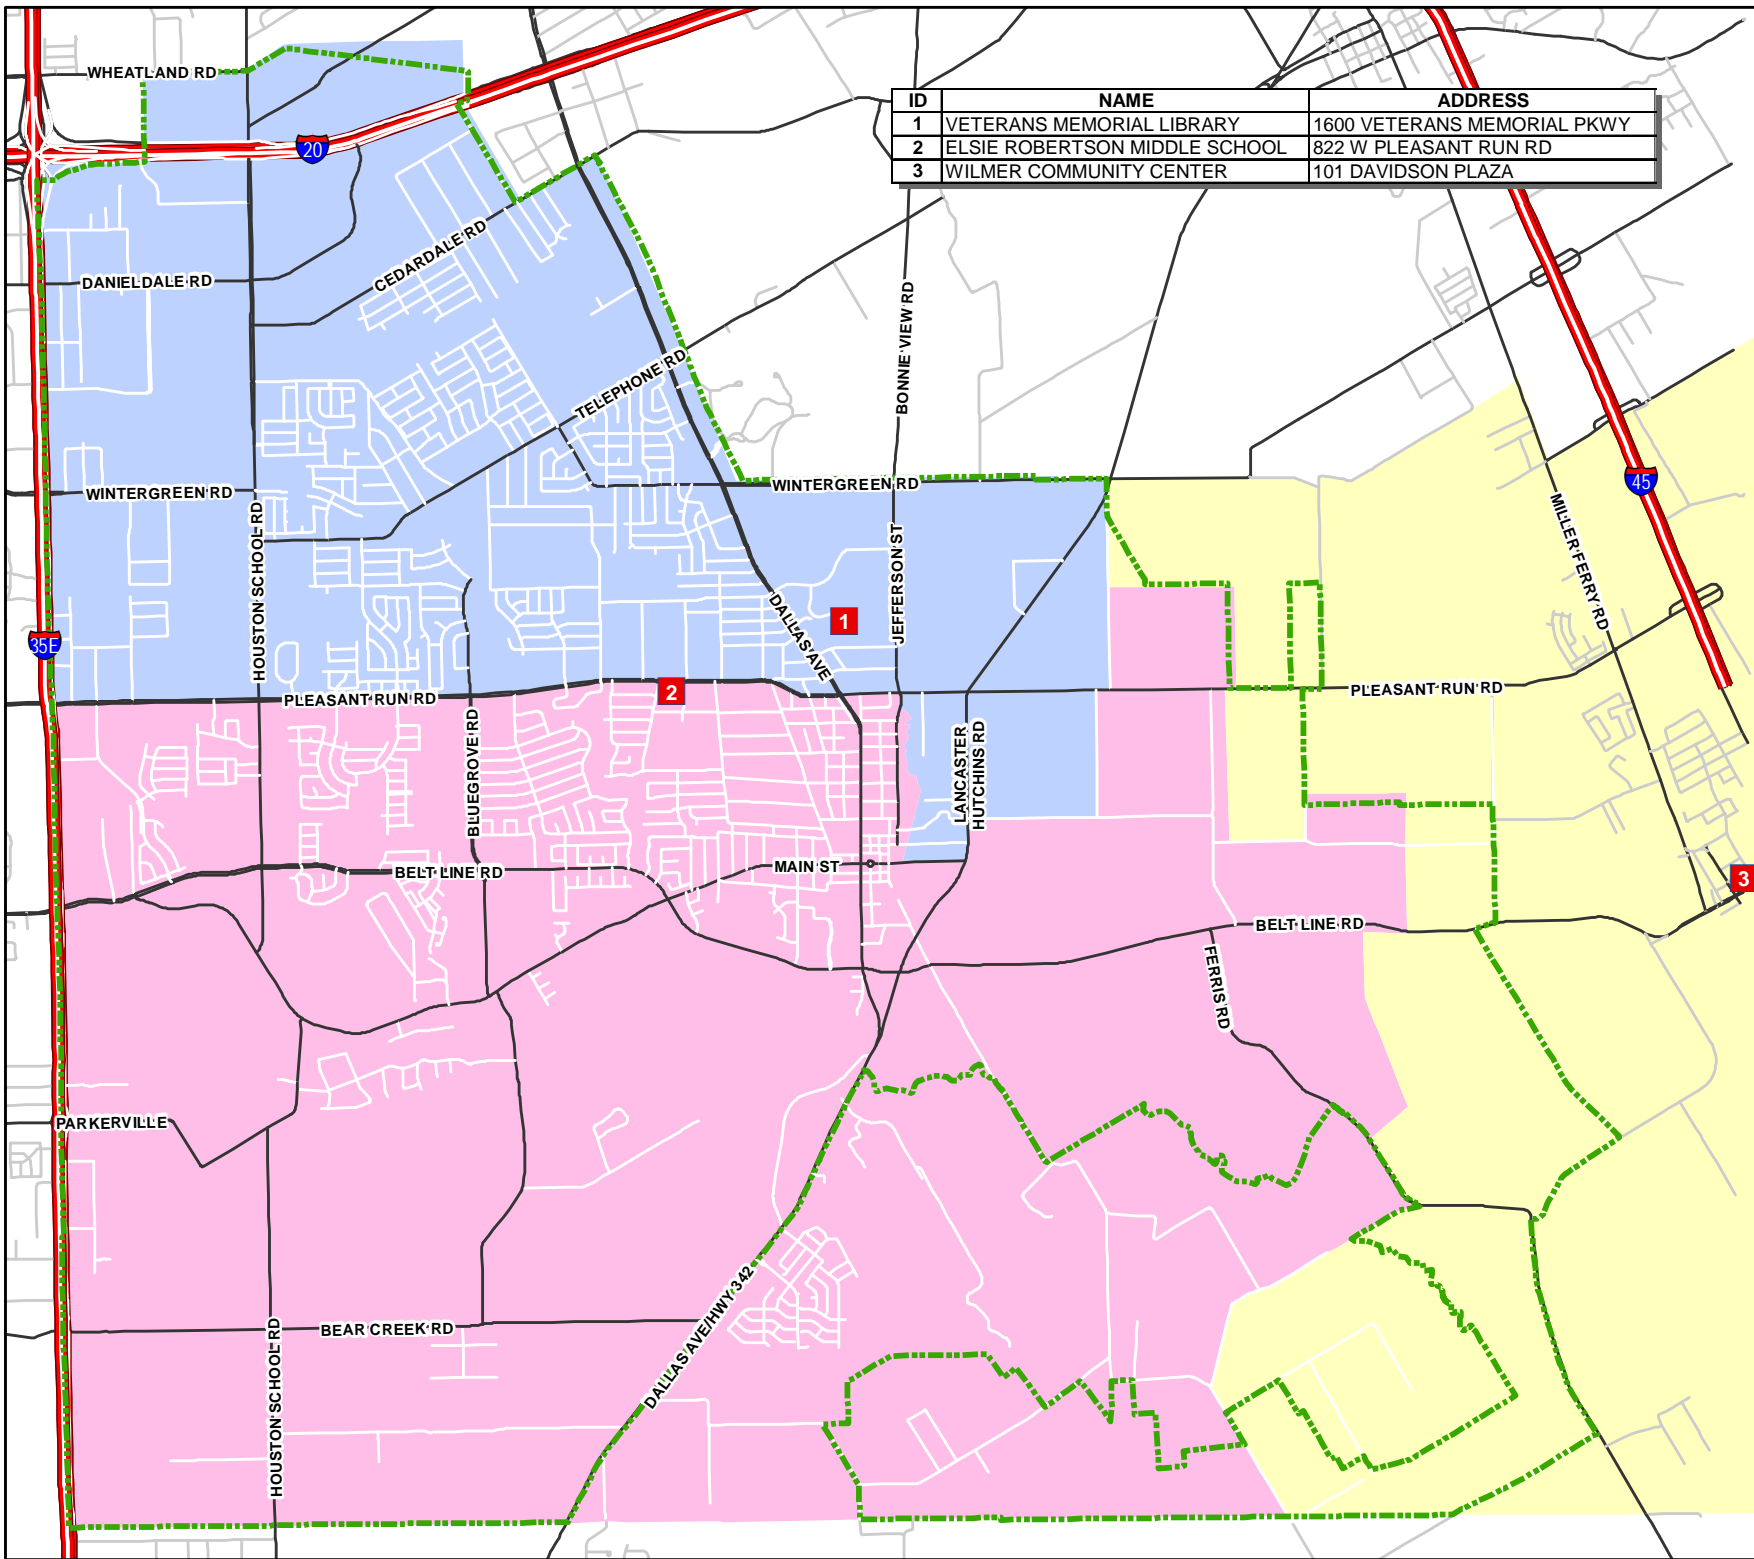 WHEATLAND RD
ID NAME ADDRESS
1 VETERANS MEMORIAL LIBRARY 1600 VETERANS MEMORIAL PKWY
2 ELSIE ROBERTSON MIDDLE SCHOOL 822 W PLEASANT RUN RD
3 WILMER COMMUNITY CENTER 101 DAVIDSON PLAZA
20
CEDARDALE RD
DANIELDALE RD
BONNIE VIEW RD
TELEPHONE RD
WINTERGREEN RD
WINTERGREEN RD
45
MILLER FERRY RD
HOUSTON SCHOOL RD
JEFFERSON ST
DALLAS AVE
1
35E
2
PLEASANT RUN RD
PLEASANT RUN RD
BLUEGROVE RD
LANCASTER
HUTCHINS RD
MAIN ST
BELT LINE RD
3
BELT LINE RD
FERRIS RD
PARKERVILLE
DALLAS AVE/HWY 342
BEAR CREEK RD
HOUSTON SCHOOL RD